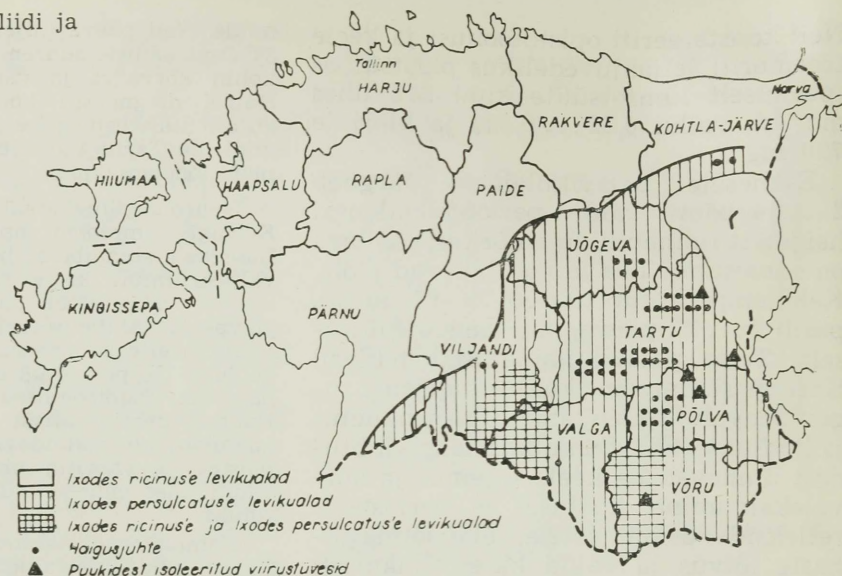 liidi ja
Tallinn
HARJU
Narva
RAKVERE
KOHTLA-JÄRVE
HIIUMAA
HAAPSALU
RAPLA
PAIDE
JÕGEVA
KINGISSEPA
PÄRNU
TARTU
VILJANDI
VALGA
PÕLVA
VÕRU
Ixodes ricinus'e levikualad
Ixodes persulcatus'e levikualad
Ixodes ricinus'e ja Ixodes persulcatus'e levikualad
Haigusjuhte
Puukidest isoleeritud viirustüvesid